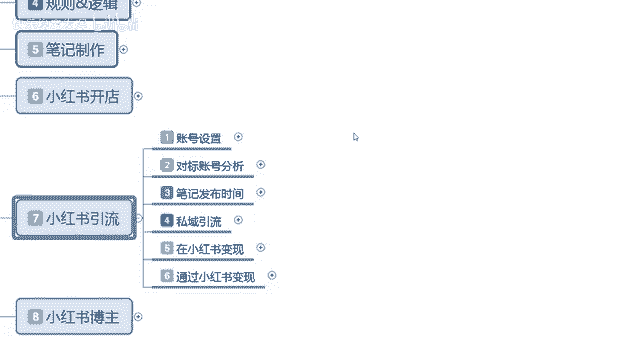 4 规则&逻辑
5 笔记制作
6 小红书开店
1 账号设置
2 对标账号分析
3 笔记发布时间
7 小红书引流
4 私域引流
5 在小红书变现
6 通过小红书变现
8 小红书博主